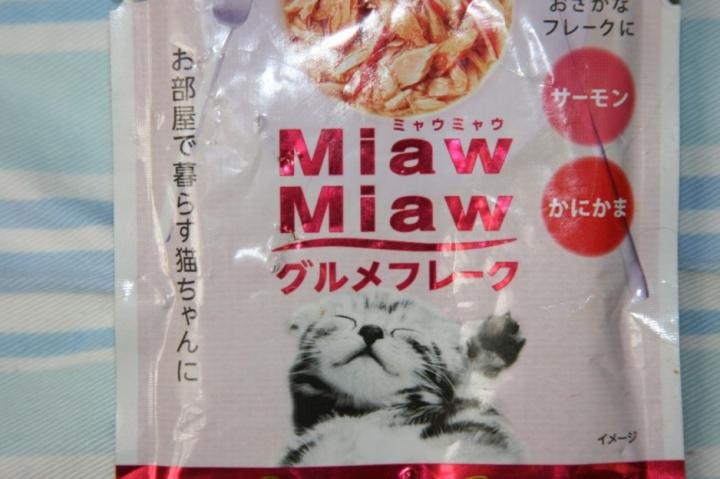 お部屋で暮らす猫ちゃんに
おさかな
フレークに
サーモン
かにかま
ミャウミャウ
Miaw
Miaw
グルメフレーク
イメージ